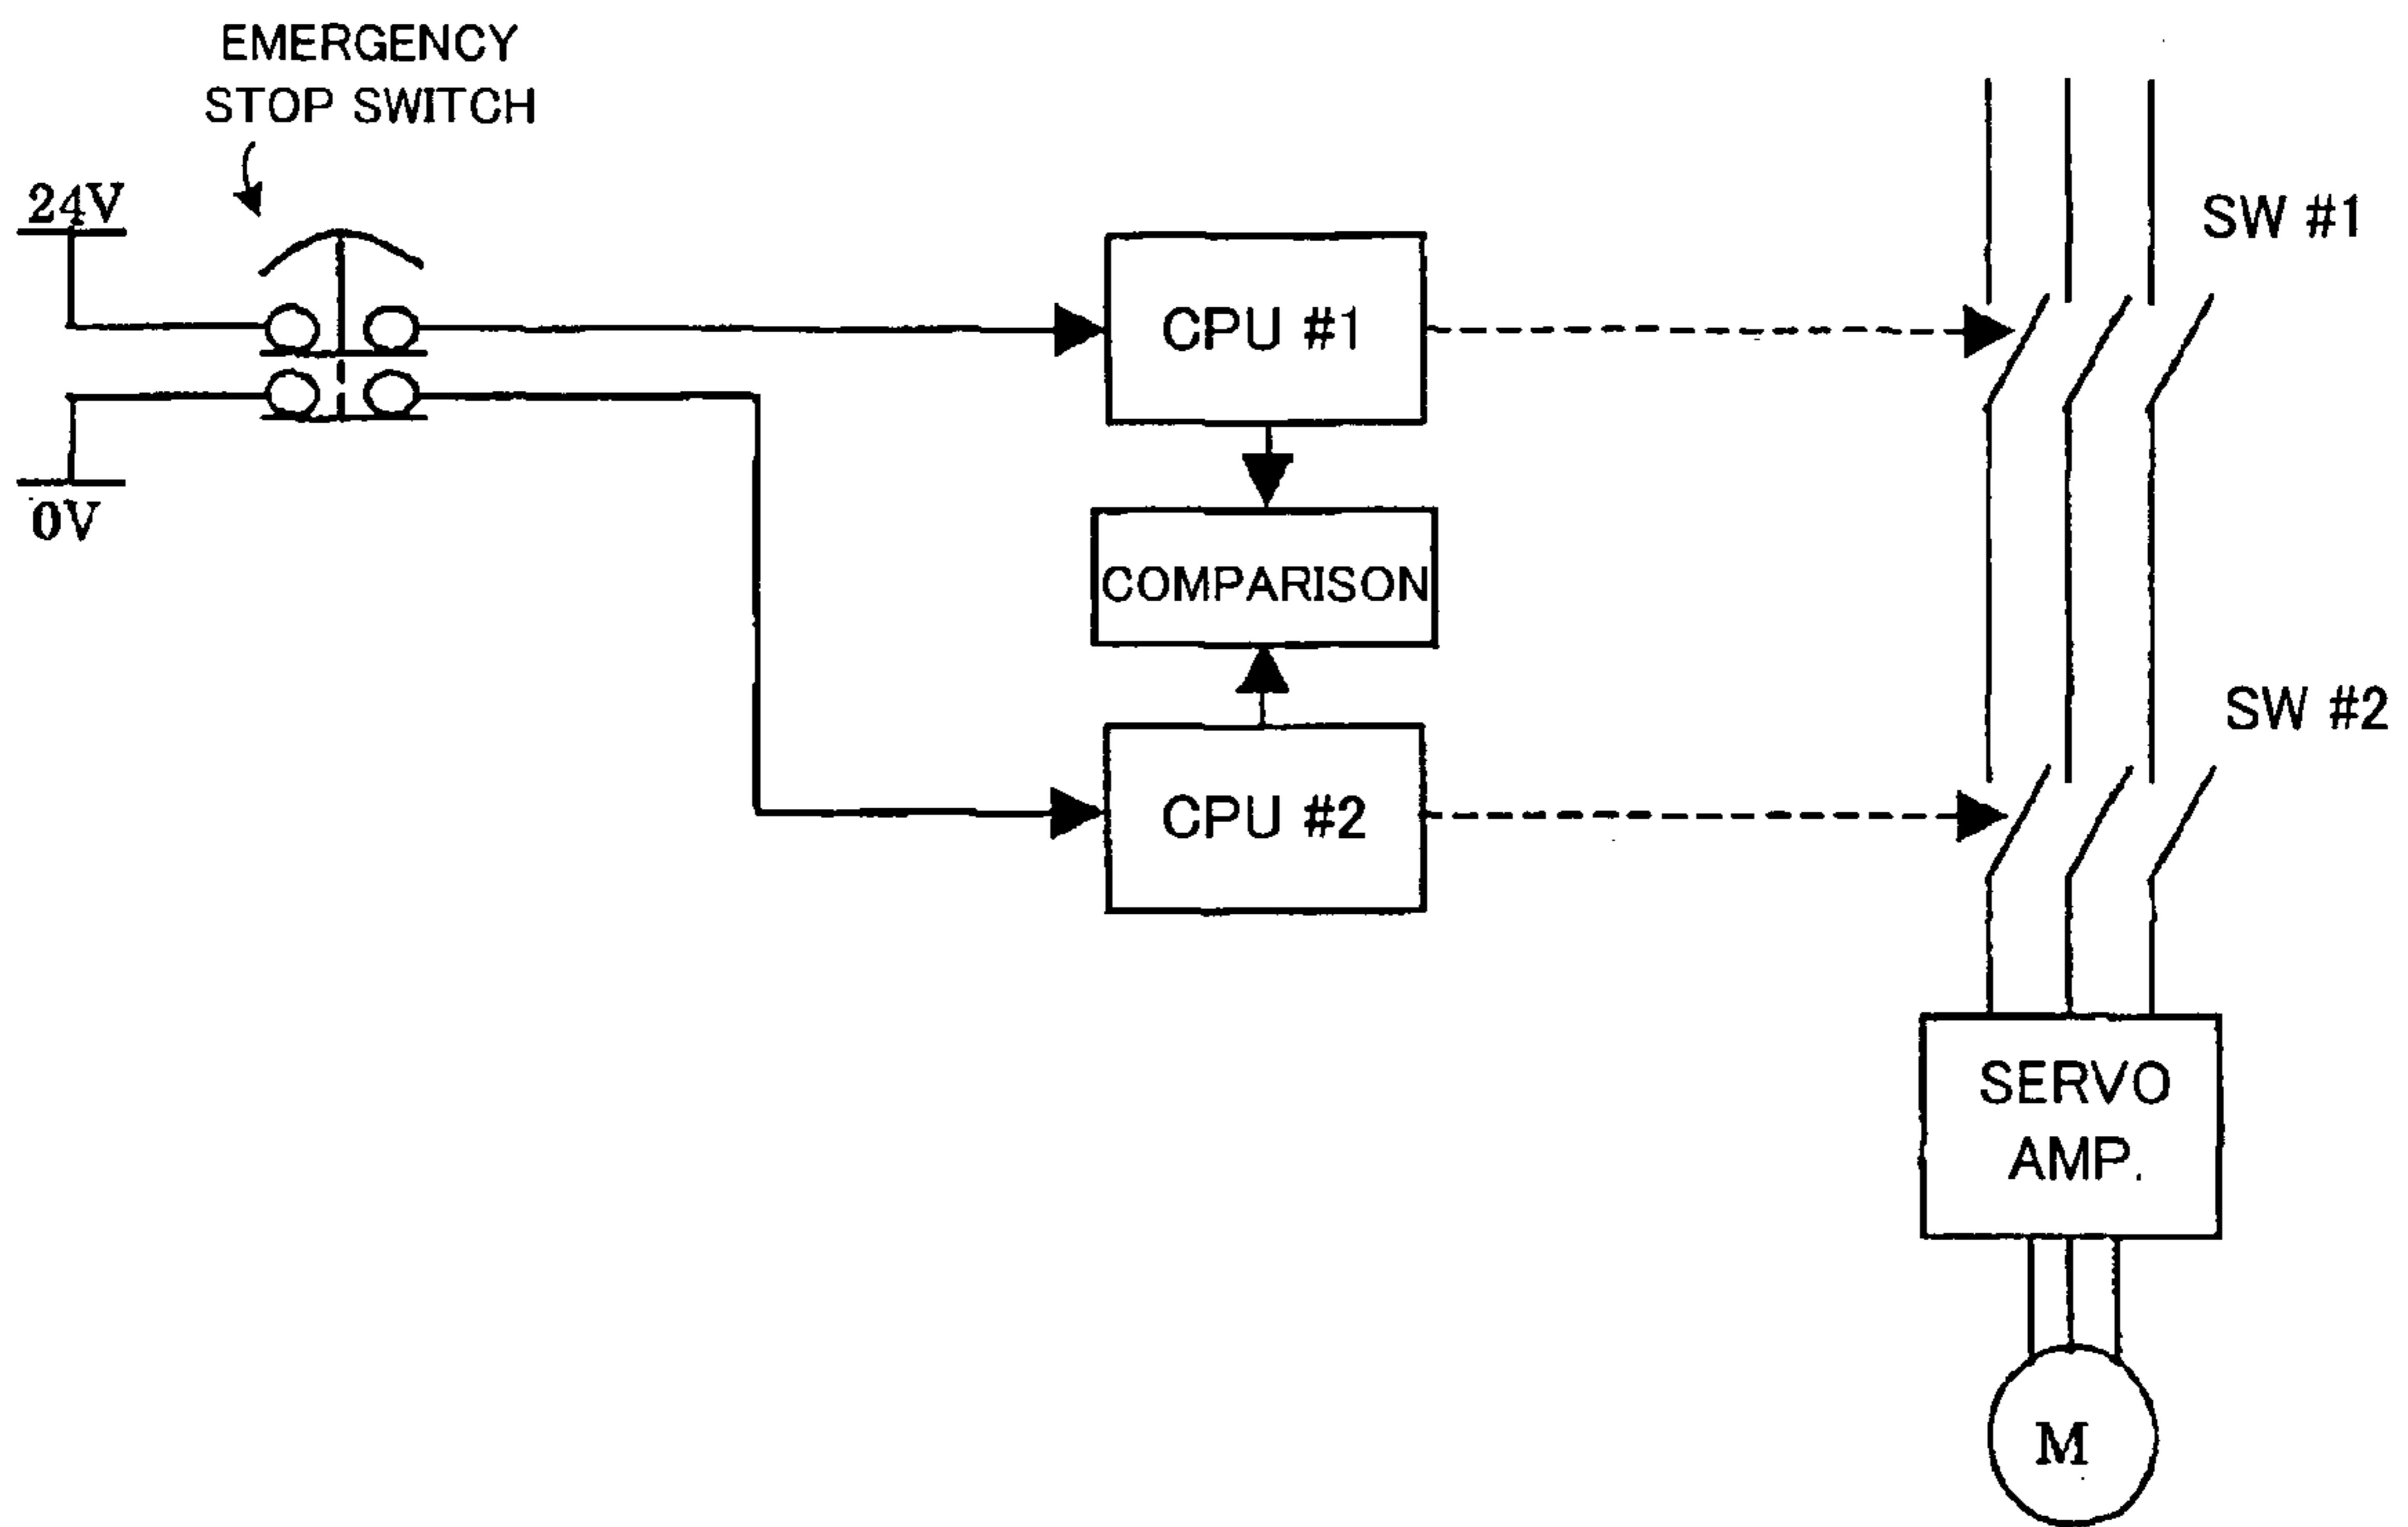 EMERGENCY
STOP SWITCH
24V
0V
CPU #1
COMPARISON
CPU #2
SW #1
SW #2
SERVO
AMP.
M